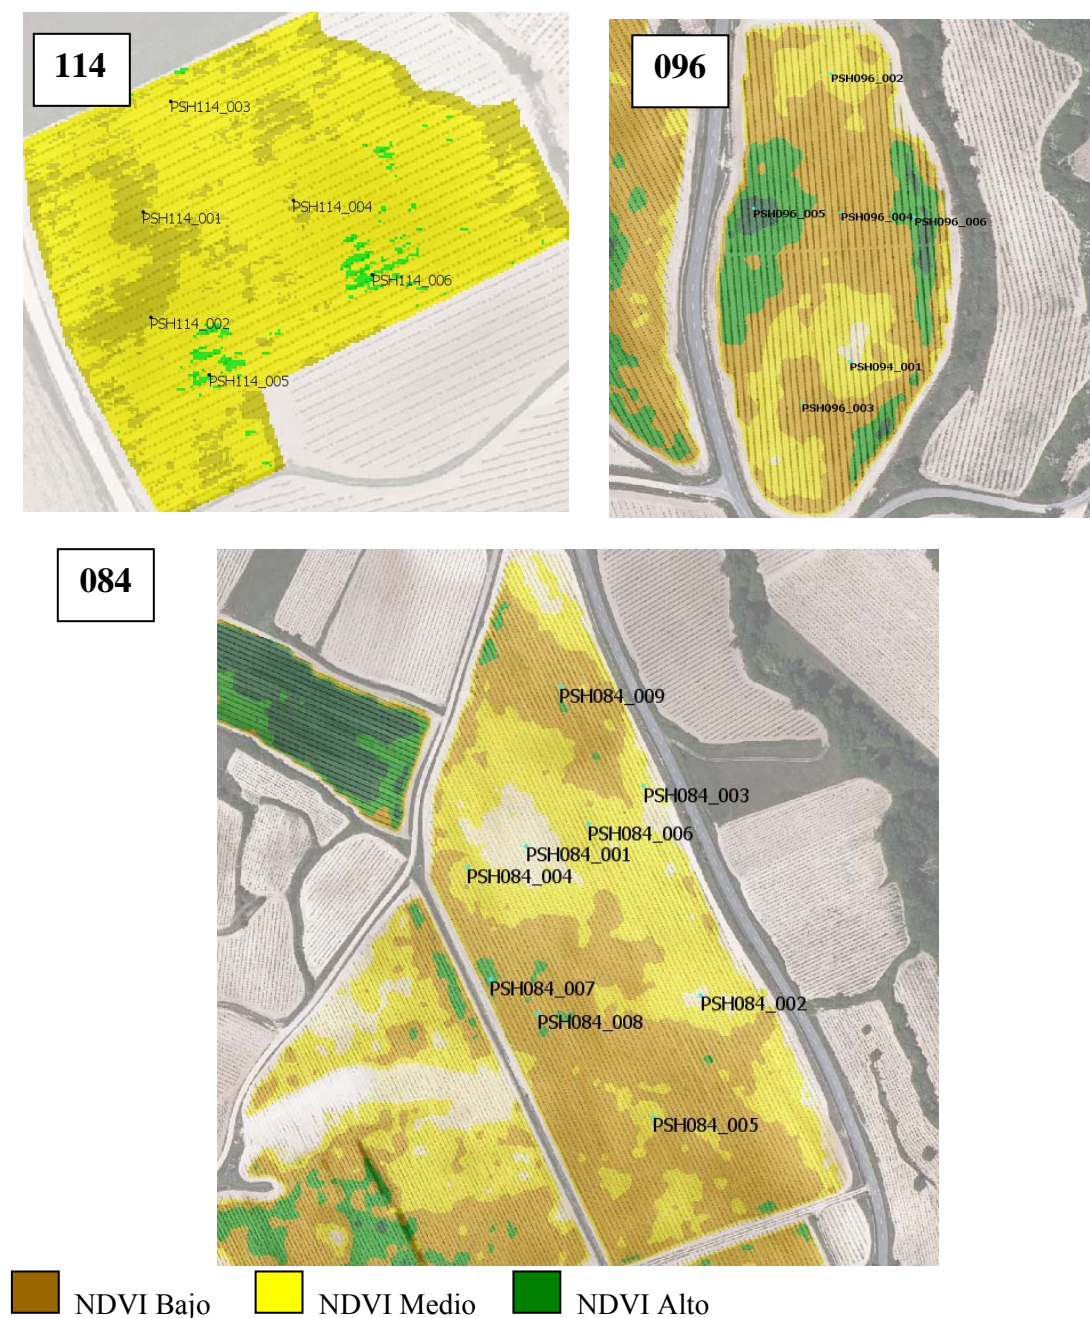 114
PSH114_003
PSH114_001
PSH114_004
PSH114_006
PSH114_002
PSH114_005
096
PSH096_002
PSH096_005
PSH096_004
PSH096_006
PSH094_001
PSH096_003
084
PSH084_009
PSH084_003
PSH084_006
PSH084_001
PSH084_004
PSH084_007
PSH084_002
PSH084_008
PSH084_005
NDVI Bajo NDVI Medio NDVI Alto